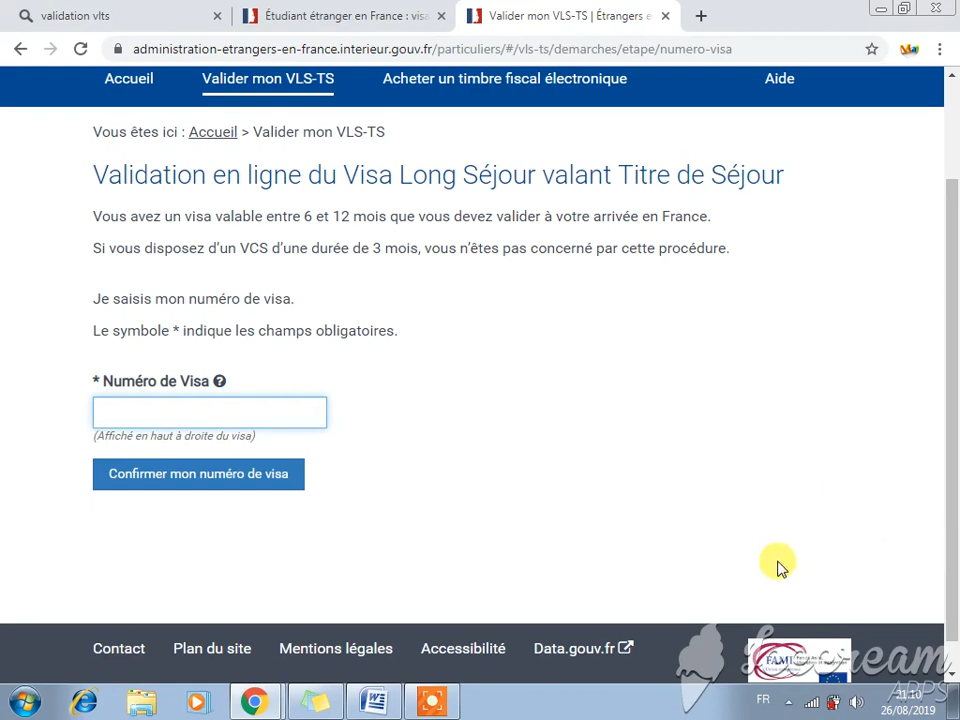 validation vlts
Étudiant étranger en France : visa
Valider mon VLS-TS | Étrangers e
administration-etrangers-en-france.interieur.gouv.fr/particuliers/#/vls-ts/demarches/etape/numero-visa
Accueil
Valider mon VLS-TS
Acheter un timbre fiscal électronique
Aide
Vous êtes ici : Accueil > Valider mon VLS-TS
Validation en ligne du Visa Long Séjour valant Titre de Séjour
Vous avez un visa valable entre 6 et 12 mois que vous devez valider à votre arrivée en France.
Si vous disposez d'un VCS d'une durée de 3 mois, vous n'êtes pas concerné par cette procédure.
Je saisis mon numéro de visa.
Le symbole * indique les champs obligatoires.
* Numéro de Visa
(Affiché en haut à droite du visa)
Confirmer mon numéro de visa
Contact
Plan du site
Mentions légales
Accessibilité
Data.gouv.fr
FAMI
Icecream
APPS
FR
21:10
26/08/2019